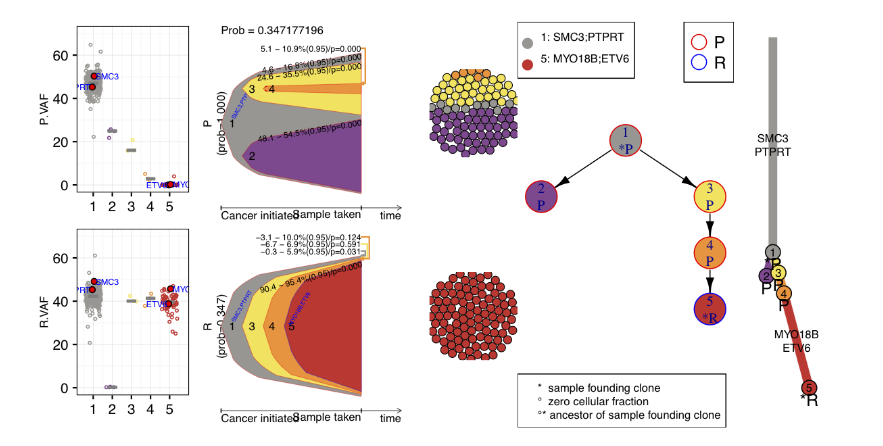 Prob = 0.347177196
P.VAF
60
40
20
0
SMC3
PRT
ETV6
MYO
1 2 3 4 5
5.1 − 10.9%(0.95)/p=0.000
4.6 − 16.8%(0.95)/p=0.000
24.6 − 35.5%(0.95)/p=0.000
48.1 − 54.5%(0.95)/p=0.000
P
(prob=1.000)
1
SMC3;PTPRT
2
3
4
Cancer initiated
Sample taken
time
R.VAF
60
40
20
0
SMC3
PRT
MYO
ETV6
1 2 3 4 5
−3.1 − 10.0%(0.95)/p=0.124
−6.7 − 6.9%(0.95)/p=0.591
−0.3 − 5.9%(0.95)/p=0.031
90.4 − 95.4%(0.95)/p=0.000
R
(prob=0.347)
1
SMC3;PTPRT
3
4
5
MYO18B;ETV6
Cancer initiated
Sample taken
time
1: SMC3;PTPRT
5: MYO18B;ETV6
P
R
1
*P
2
P
3
P
4
P
5
*R
SMC3
PTPRT
1
*P
2
P
3
P
4
P
MYO18B
ETV6
5
*R
* sample founding clone
° zero cellular fraction
°* ancestor of sample founding clone